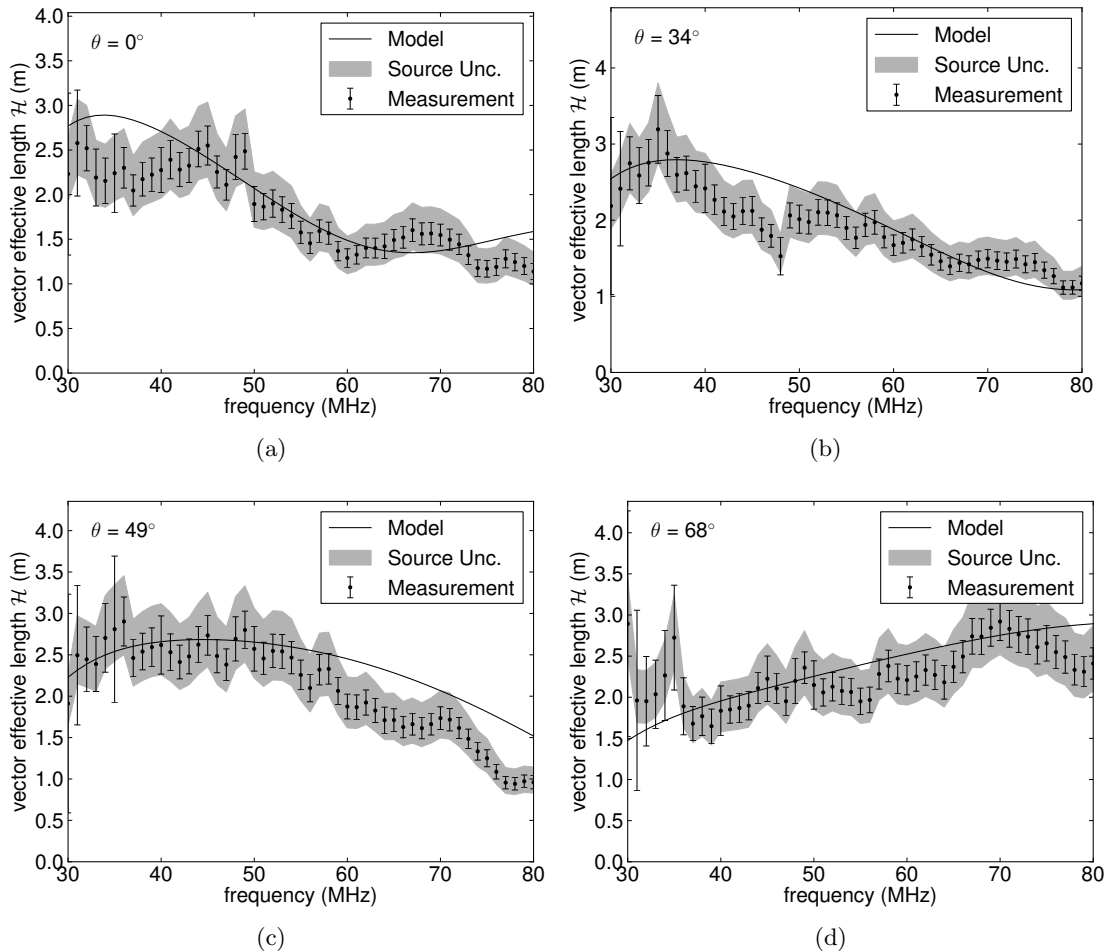 θ = 0°
Model
Source Unc.
Measurement
vector effective length ℋ (m)
4.0
3.5
3.0
2.5
2.0
1.5
1.0
0.5
0.0
30 40 50 60 70 80
frequency (MHz)
(a)
θ = 34°
Model
Source Unc.
Measurement
vector effective length ℋ (m)
4
3
2
1
0
30 40 50 60 70 80
frequency (MHz)
(b)
θ = 49°
Model
Source Unc.
Measurement
vector effective length ℋ (m)
4.0
3.5
3.0
2.5
2.0
1.5
1.0
0.5
0.0
30 40 50 60 70 80
frequency (MHz)
(c)
θ = 68°
Model
Source Unc.
Measurement
vector effective length ℋ (m)
4.0
3.5
3.0
2.5
2.0
1.5
1.0
0.5
0.0
30 40 50 60 70 80
frequency (MHz)
(d)